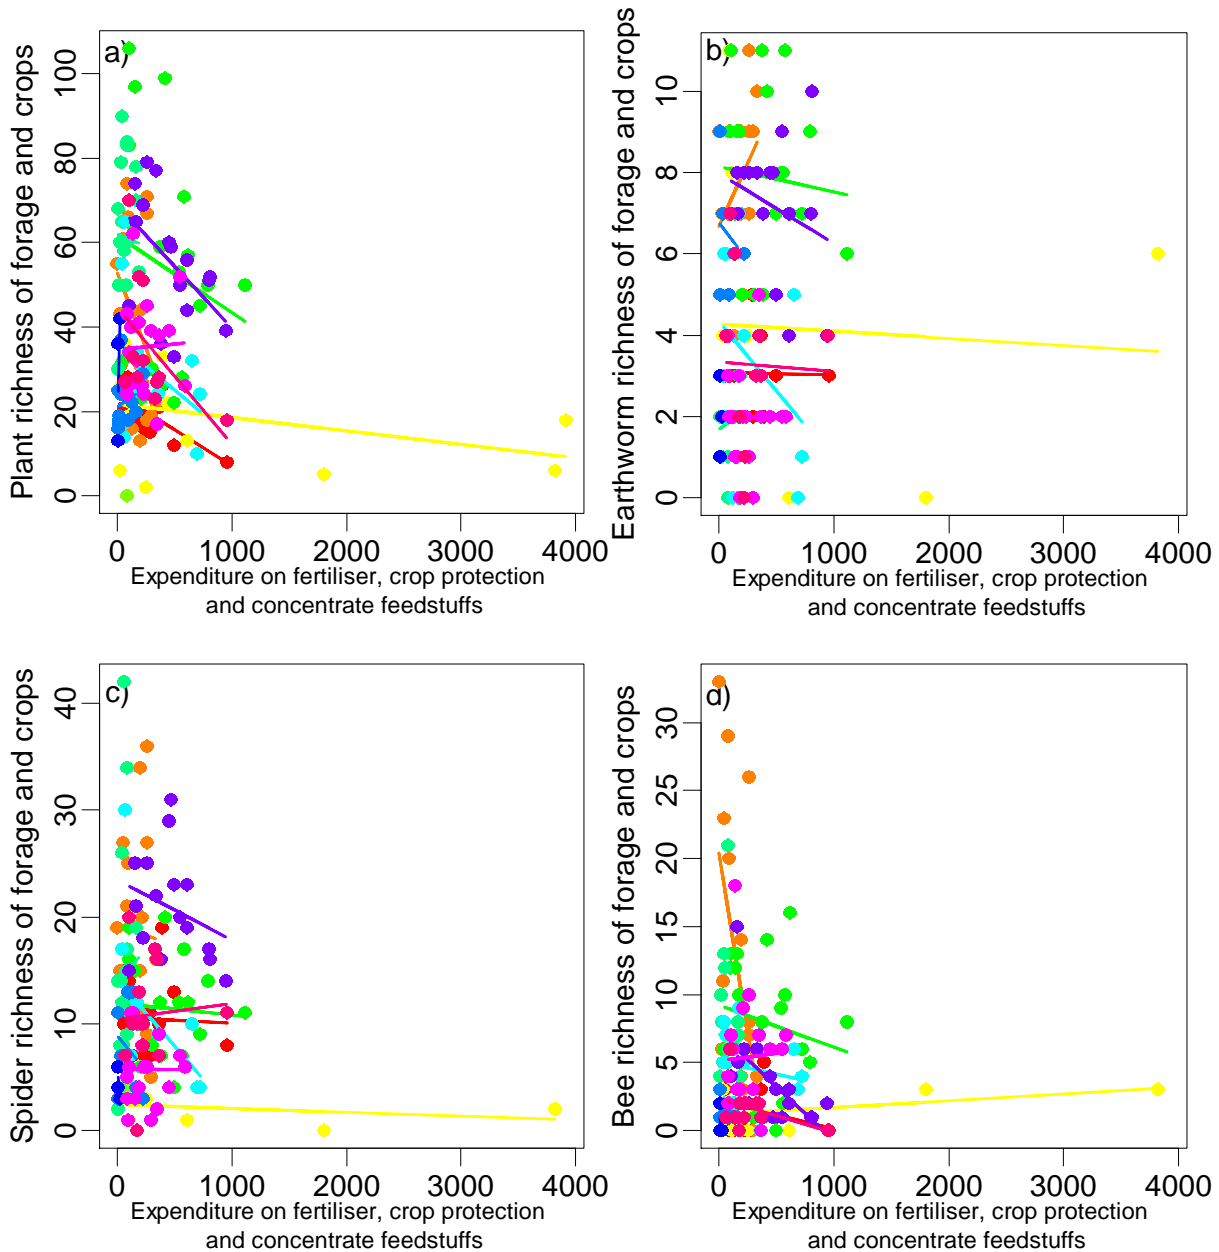 a)
Plant richness of forage and crops
0 20 40 60 80 100
0 1000 2000 3000 4000
Expenditure on fertiliser, crop protection
and concentrate feedstuffs
b)
Earthworm richness of forage and crops
0 2 4 6 8 10
0 1000 2000 3000 4000
Expenditure on fertiliser, crop protection
and concentrate feedstuffs
c)
Spider richness of forage and crops
0 10 20 30 40
0 1000 2000 3000 4000
Expenditure on fertiliser, crop protection
and concentrate feedstuffs
d)
Bee richness of forage and crops
0 5 10 15 20 25 30
0 1000 2000 3000 4000
Expenditure on fertiliser, crop protection
and concentrate feedstuffs